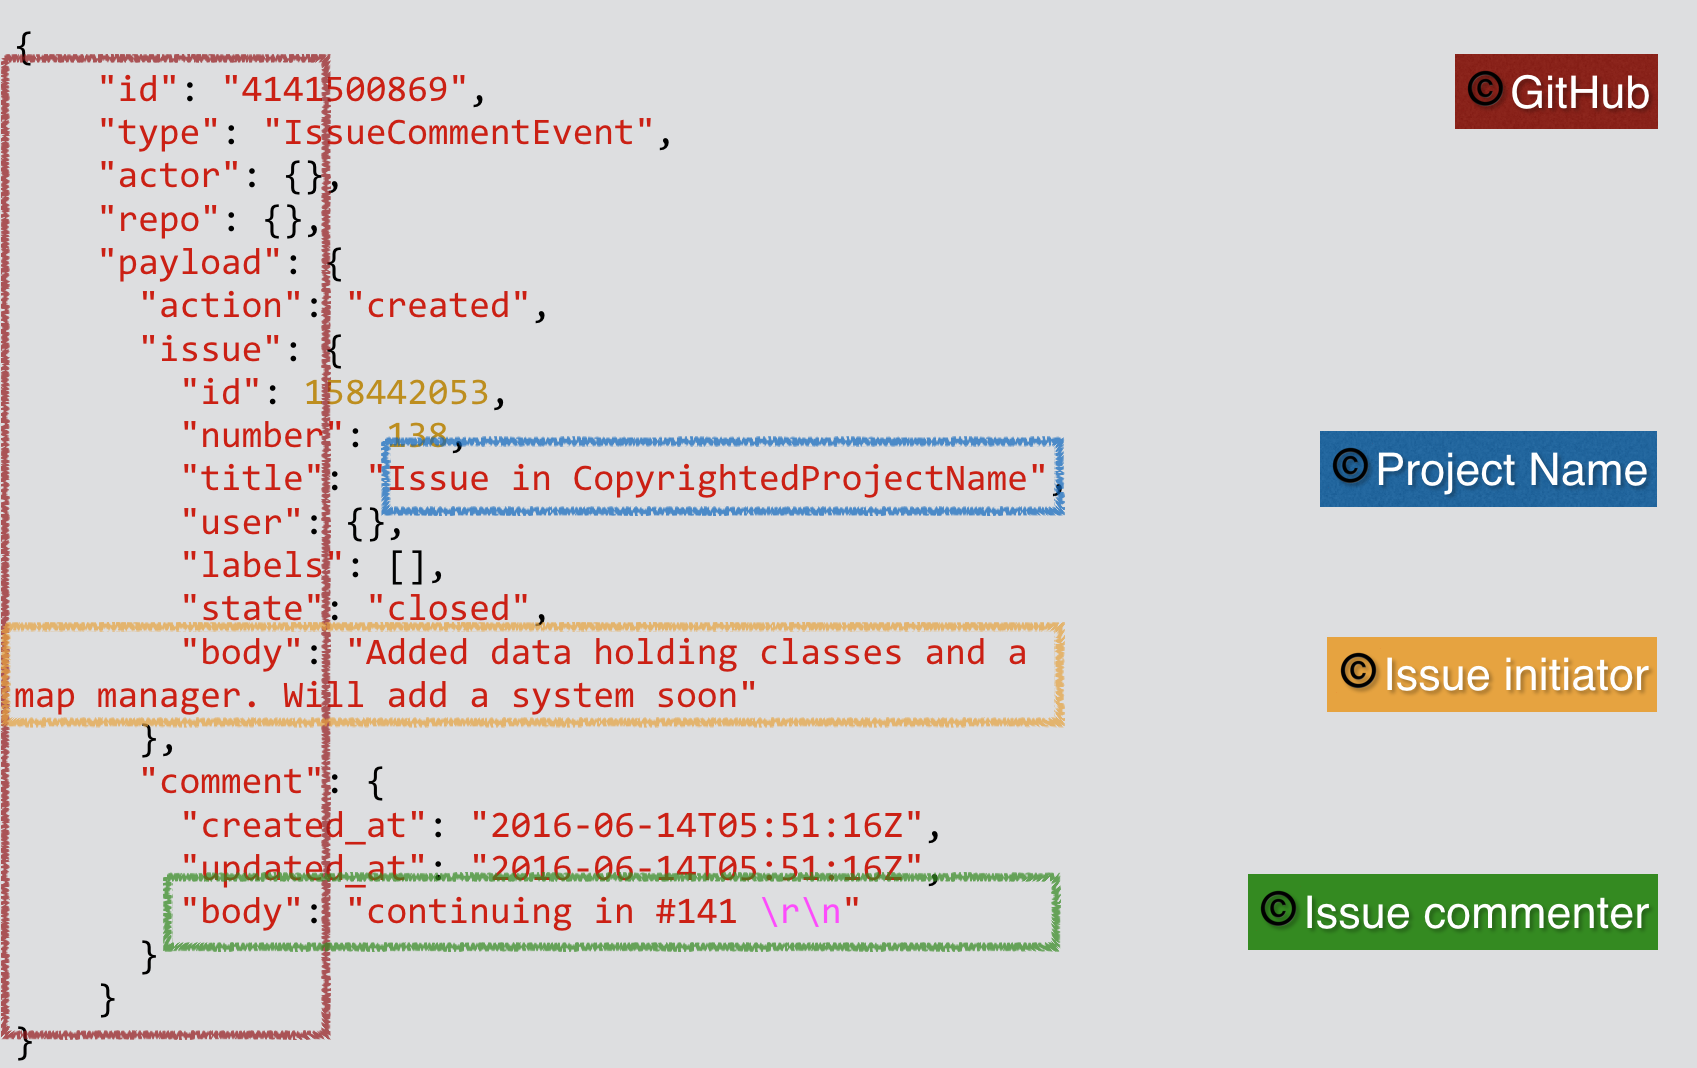 {
"id": "4141500869",
© GitHub
"type": "IssueCommentEvent",
"actor": {},
"repo": {},
"payload": {
"action": "created",
"issue": {
"id": 158442053,
"number": 138,
"title": "Issue in CopyrightedProjectName",
© Project Name
"user": {},
"labels": [],
"state": "closed",
"body": "Added data holding classes and a
map manager. Will add a system soon"
© Issue initiator
},
"comment": {
"created_at": "2016-06-14T05:51:16Z",
"updated_at": "2016-06-14T05:51:16Z",
"body": "continuing in #141 \r\n"
© Issue commenter
}
}
}